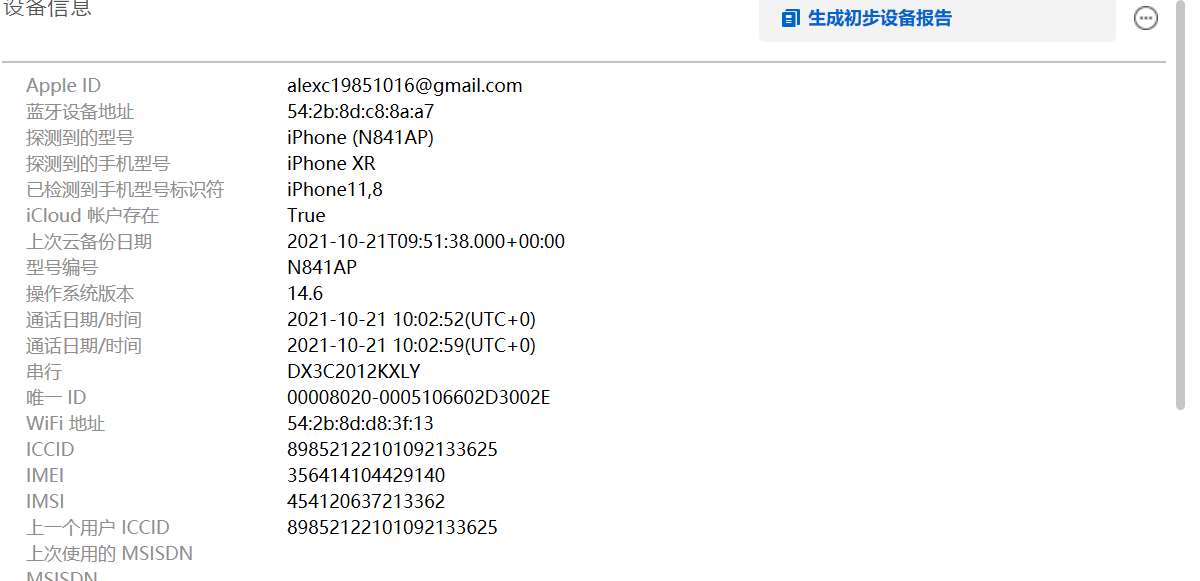 设备信息
生成初步设备报告
Apple ID alexc19851016@gmail.com
蓝牙设备地址 54:2b:8d:c8:8a:a7
探测到的型号 iPhone (N841AP)
探测到的手机型号 iPhone XR
已检测到手机型号标识符 iPhone11,8
iCloud 帐户存在 True
上次云备份日期 2021-10-21T09:51:38.000+00:00
型号编号 N841AP
操作系统版本 14.6
通话日期/时间 2021-10-21 10:02:52(UTC+0)
通话日期/时间 2021-10-21 10:02:59(UTC+0)
串行 DX3C2012KXLY
唯一 ID 00008020-0005106602D3002E
WiFi 地址 54:2b:8d:d8:3f:13
ICCID 89852122101092133625
IMEI 356414104429140
IMSI 454120637213362
上一个用户 ICCID 89852122101092133625
上次使用的 MSISDN
MSISDN